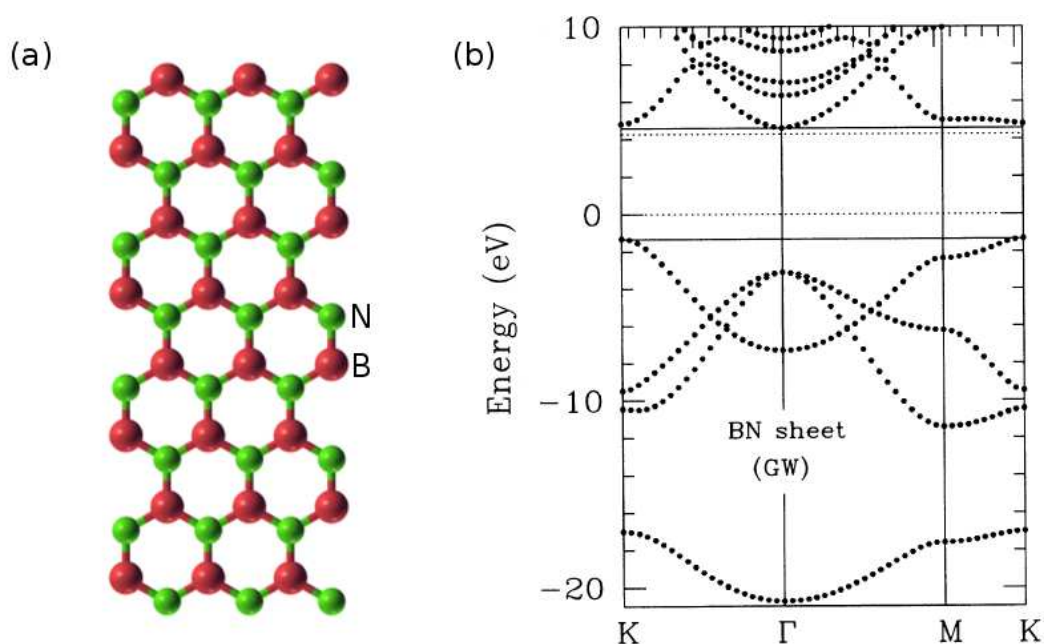 (a)
N
B
(b)
Energy (eV)
10
0
−10
−20
BN sheet
(GW)
K Γ M K